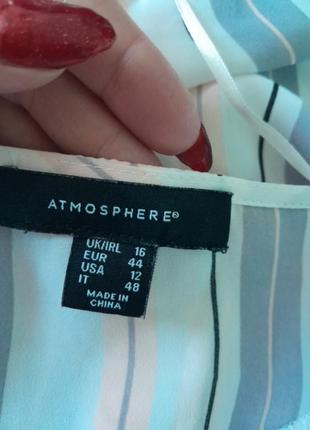 ATMOSPHERE
UK/IRL 16
EUR 44
USA 12
IT 48
MADE IN
CHINA